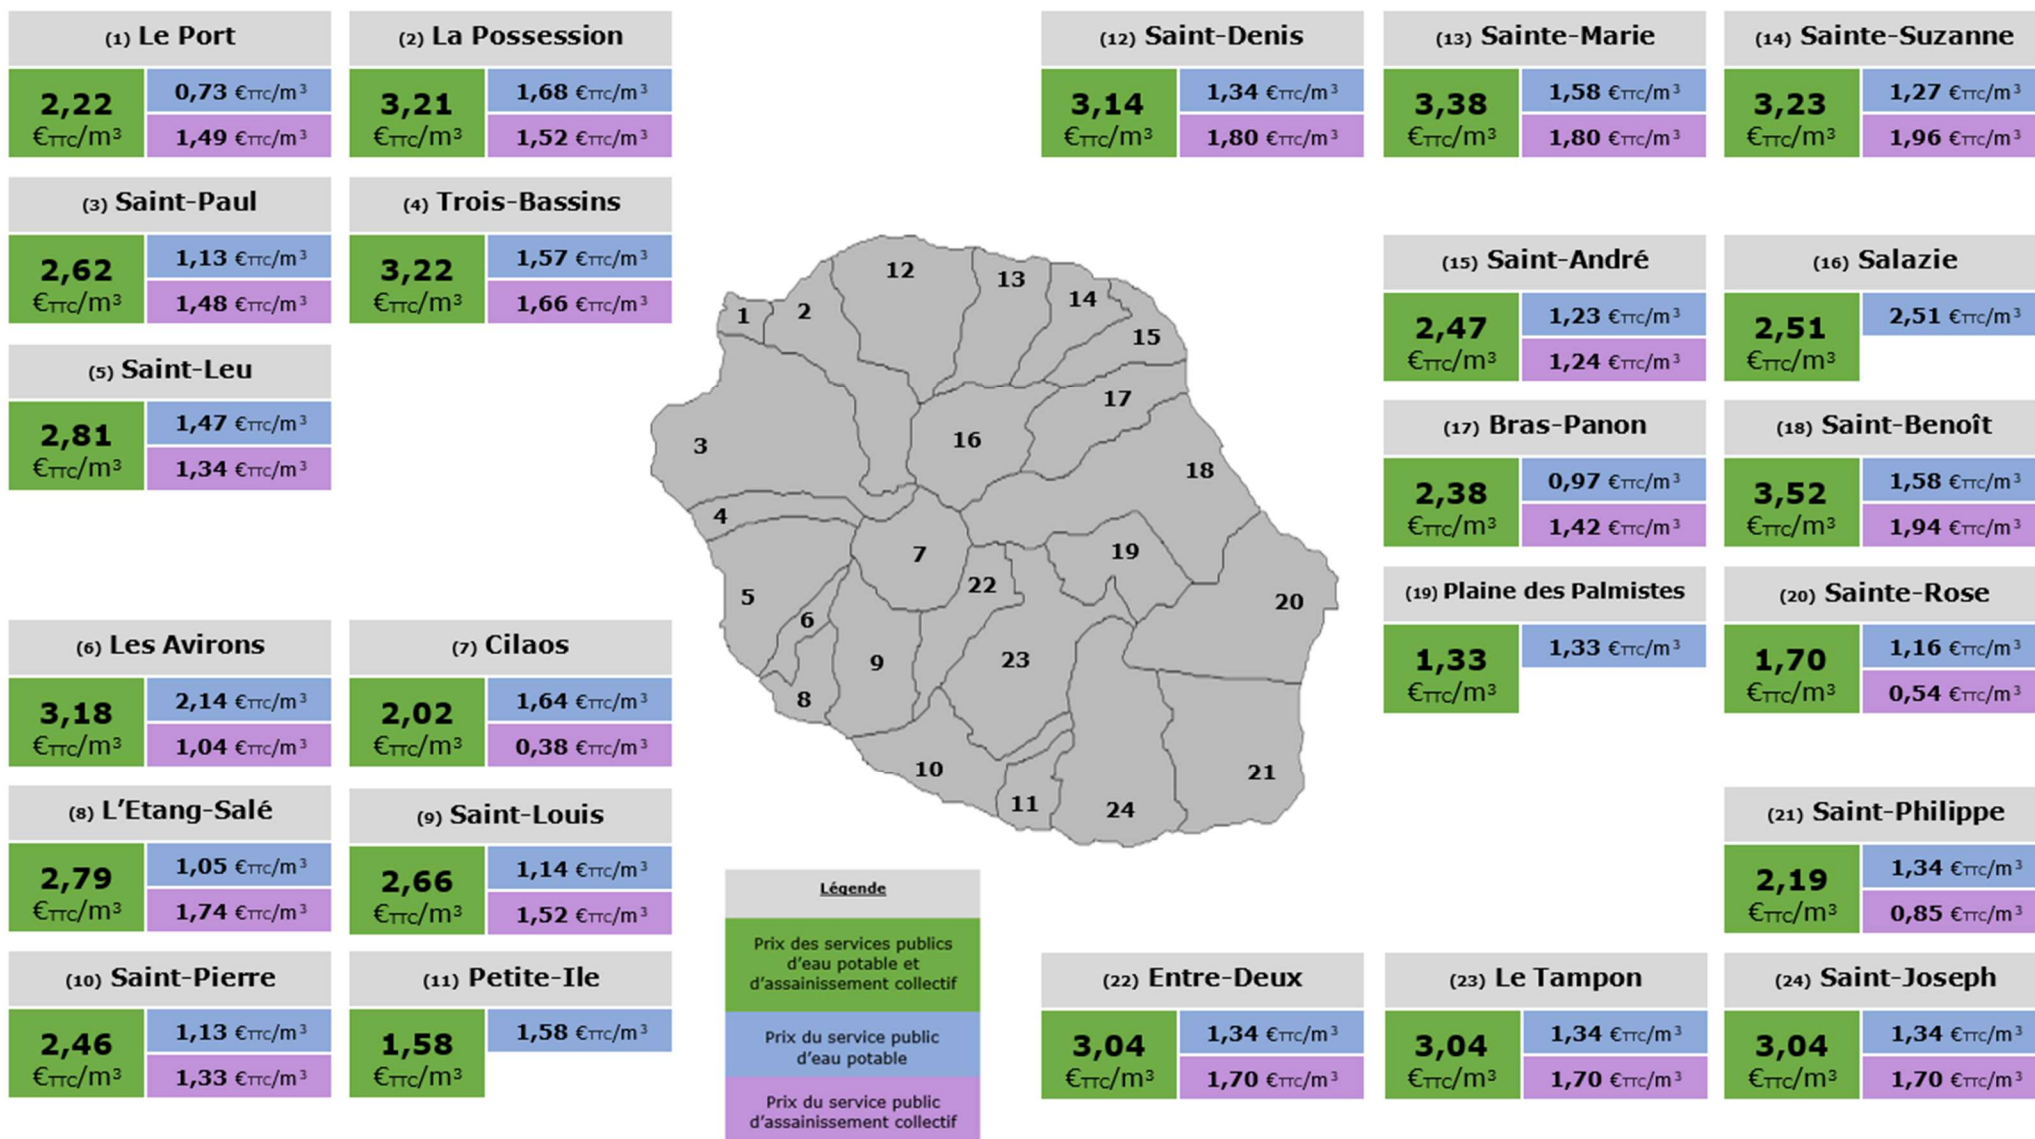 (1) Le Port
2,22
€TTC/m³
0,73 €TTC/m³
1,49 €TTC/m³
(2) La Possession
3,21
€TTC/m³
1,68 €TTC/m³
1,52 €TTC/m³
(3) Saint-Paul
2,62
€TTC/m³
1,13 €TTC/m³
1,48 €TTC/m³
(4) Trois-Bassins
3,22
€TTC/m³
1,57 €TTC/m³
1,66 €TTC/m³
(5) Saint-Leu
2,81
€TTC/m³
1,47 €TTC/m³
1,34 €TTC/m³
(6) Les Avirons
3,18
€TTC/m³
2,14 €TTC/m³
1,04 €TTC/m³
(7) Cilaos
2,02
€TTC/m³
1,64 €TTC/m³
0,38 €TTC/m³
(8) L'Etang-Salé
2,79
€TTC/m³
1,05 €TTC/m³
1,74 €TTC/m³
(9) Saint-Louis
2,66
€TTC/m³
1,14 €TTC/m³
1,52 €TTC/m³
(10) Saint-Pierre
2,46
€TTC/m³
1,13 €TTC/m³
1,33 €TTC/m³
(11) Petite-Ile
1,58
€TTC/m³
1,58 €TTC/m³
12
13
14
2
1
15
17
3
16
18
4
7
19
22
5
20
6
23
9
8
10
21
11
24
Légende
Prix des services publics
d'eau potable et
d'assainissement collectif
Prix du service public
d'eau potable
Prix du service public
d'assainissement collectif
(12) Saint-Denis
3,14
€TTC/m³
1,34 €TTC/m³
1,80 €TTC/m³
(13) Sainte-Marie
3,38
€TTC/m³
1,58 €TTC/m³
1,80 €TTC/m³
(14) Sainte-Suzanne
3,23
€TTC/m³
1,27 €TTC/m³
1,96 €TTC/m³
(15) Saint-André
2,47
€TTC/m³
1,23 €TTC/m³
1,24 €TTC/m³
(16) Salazie
2,51
€TTC/m³
2,51 €TTC/m³
(17) Bras-Panon
2,38
€TTC/m³
0,97 €TTC/m³
1,42 €TTC/m³
(18) Saint-Benoît
3,52
€TTC/m³
1,58 €TTC/m³
1,94 €TTC/m³
(19) Plaine des Palmistes
1,33
€TTC/m³
1,33 €TTC/m³
(20) Sainte-Rose
1,70
€TTC/m³
1,16 €TTC/m³
0,54 €TTC/m³
(21) Saint-Philippe
2,19
€TTC/m³
1,34 €TTC/m³
0,85 €TTC/m³
(22) Entre-Deux
3,04
€TTC/m³
1,34 €TTC/m³
1,70 €TTC/m³
(23) Le Tampon
3,04
€TTC/m³
1,34 €TTC/m³
1,70 €TTC/m³
(24) Saint-Joseph
3,04
€TTC/m³
1,34 €TTC/m³
1,70 €TTC/m³